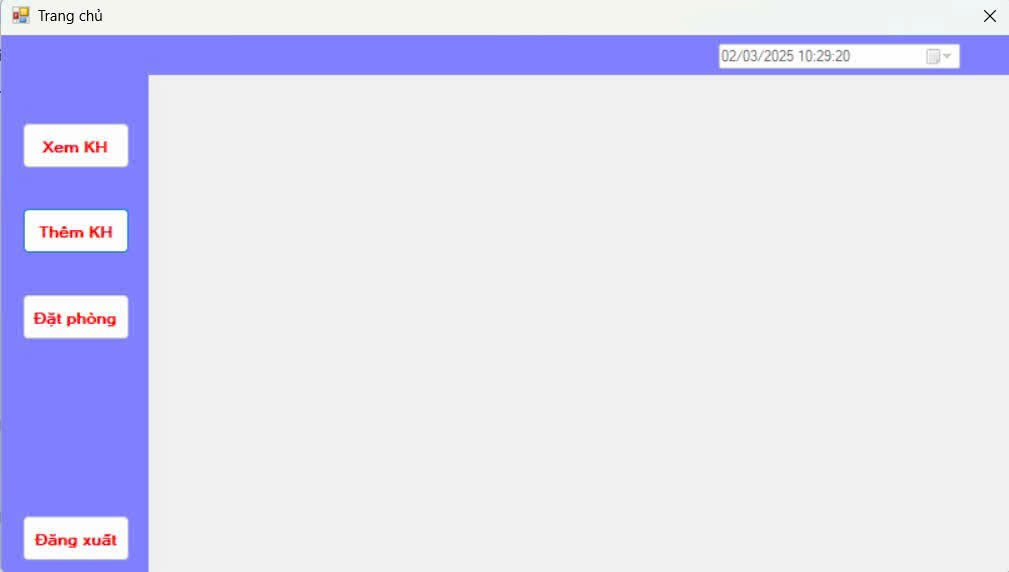 Trang chủ
02/03/2025 10:29:20
Xem KH
Thêm KH
Đặt phòng
Đăng xuất